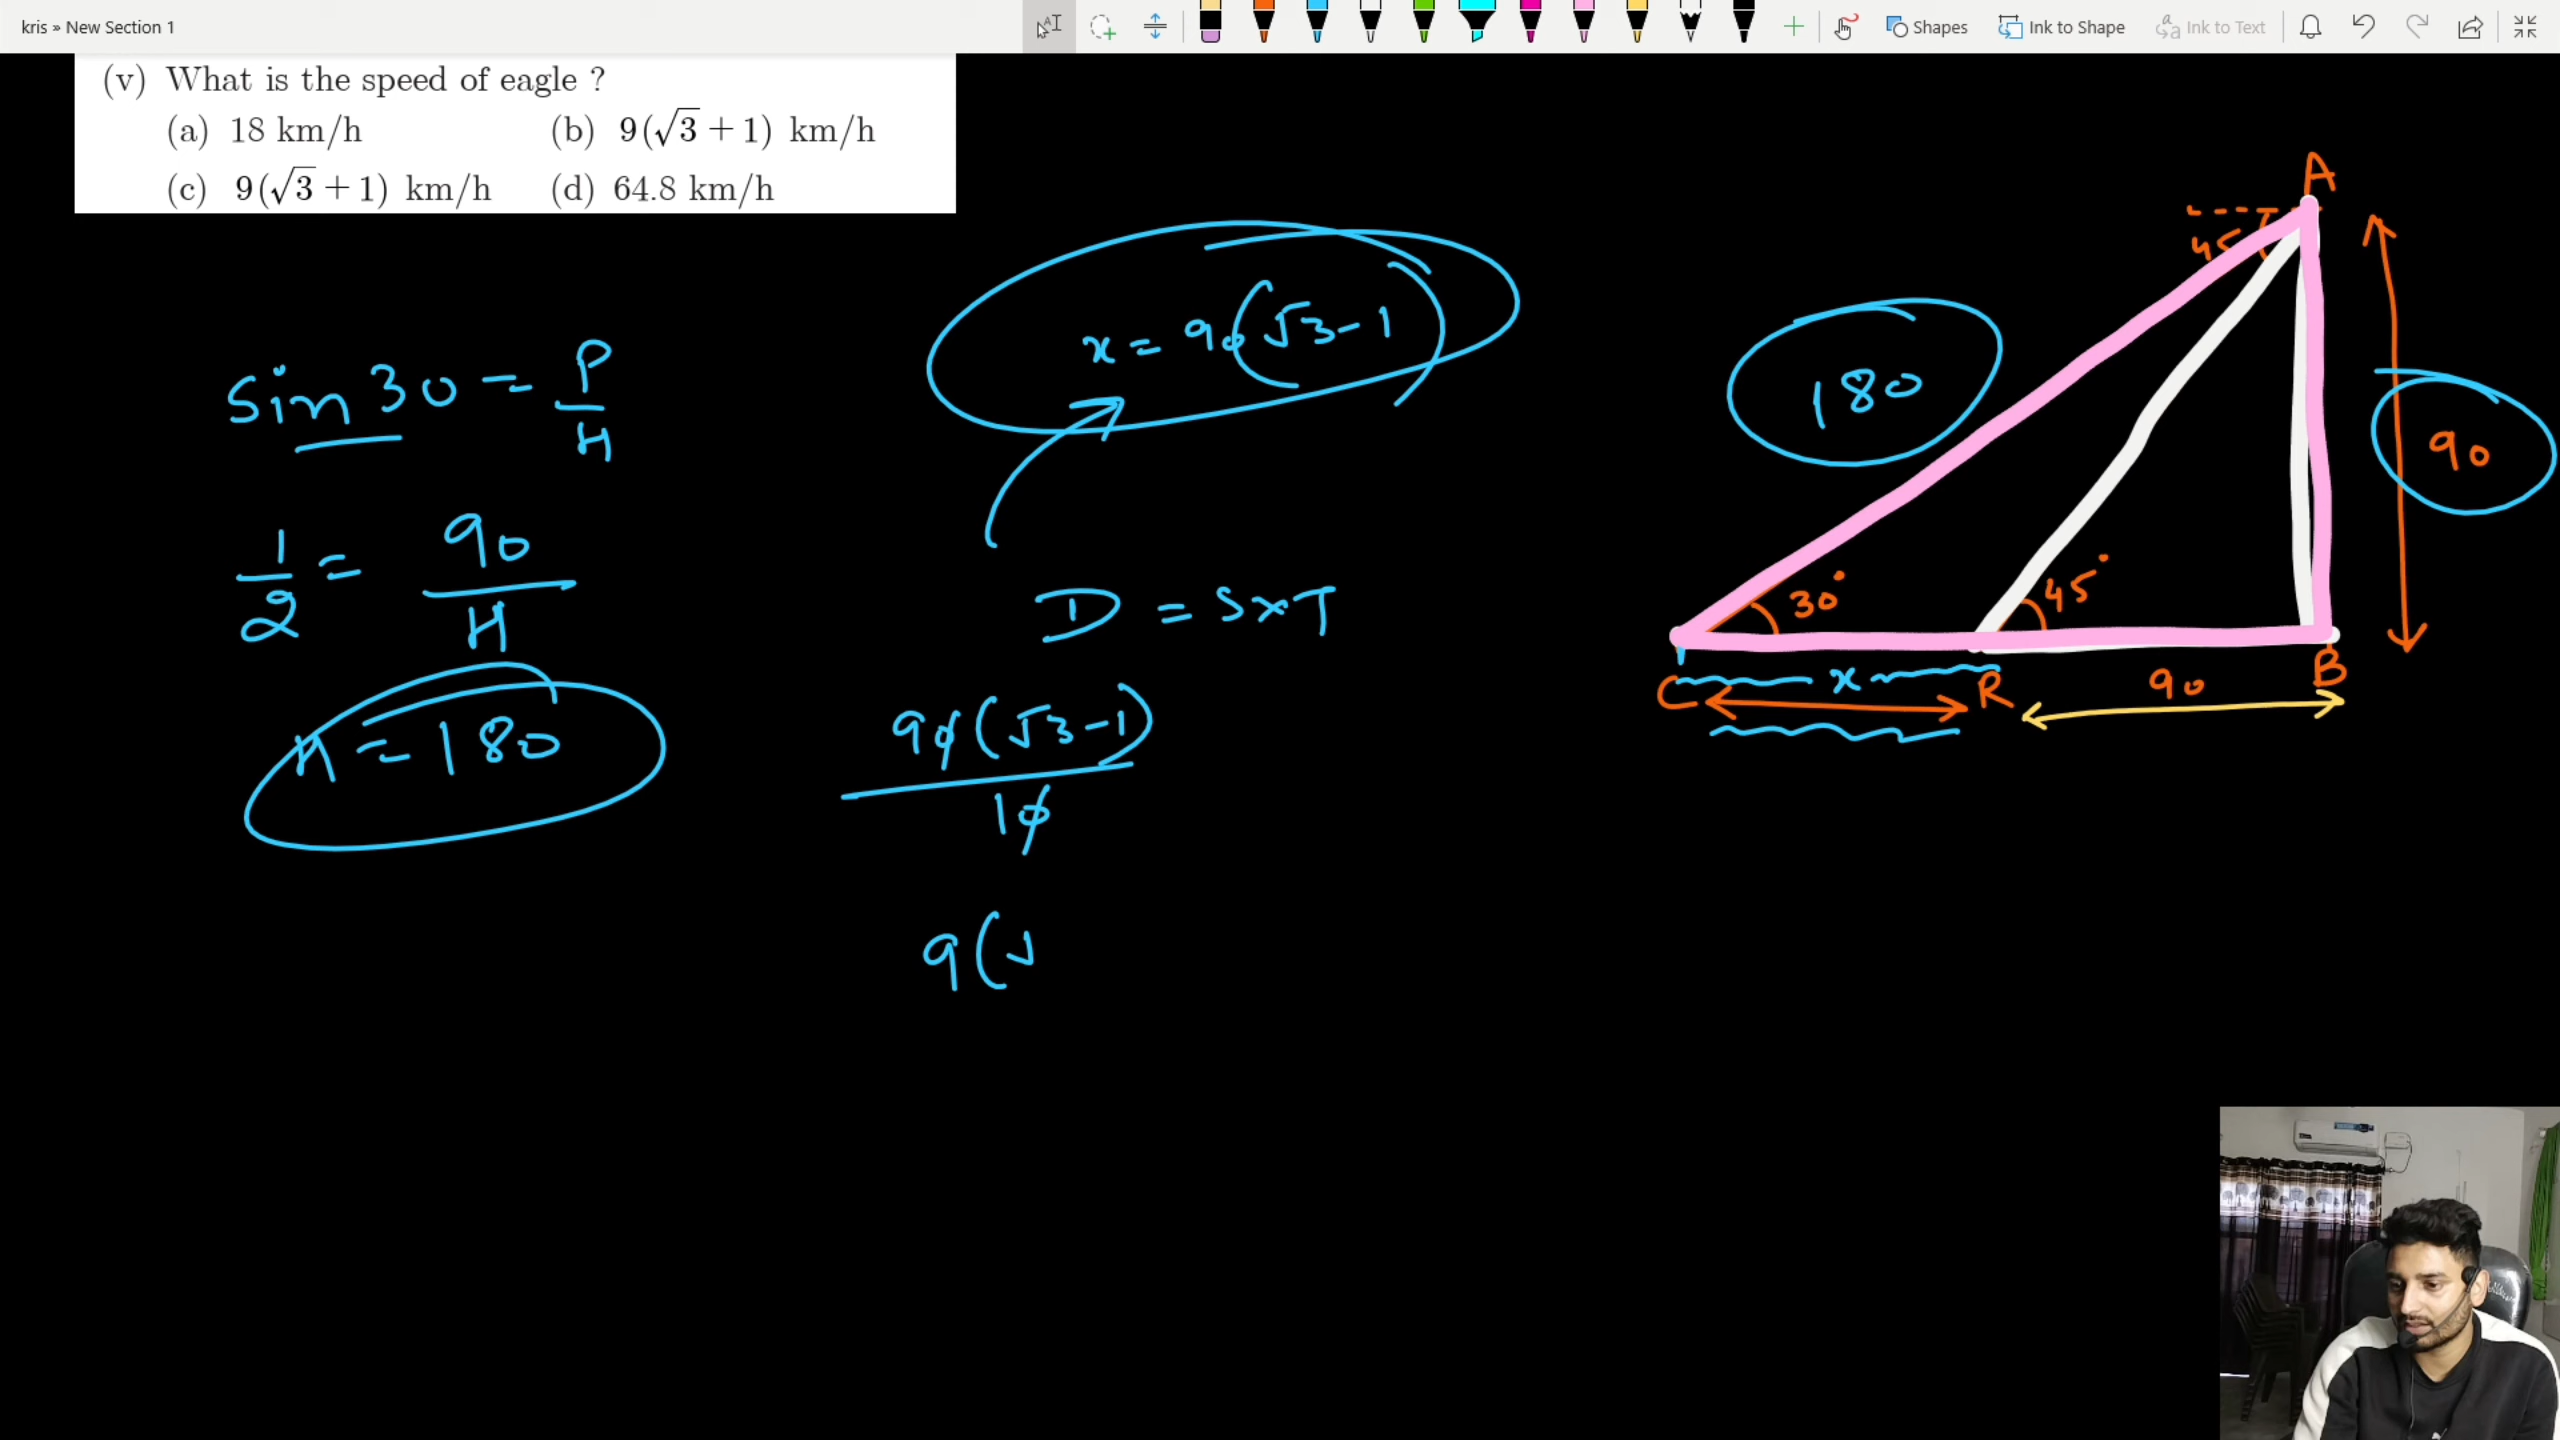 kris » New Section 1
Shapes
Ink to Shape
Ink to Text
(v) What is the speed of eagle ?
(a) 18 km/h (b) 9(√3 + 1) km/h
(c) 9(√3 + 1) km/h (d) 64.8 km/h
Sin 30 = P/H
1/2 = 90/H
H = 180
x = 90(√3 - 1)
D = S × T
90(√3 - 1)
10
9(√
180
A
45
90
30°
45°
C
x
R
90
B